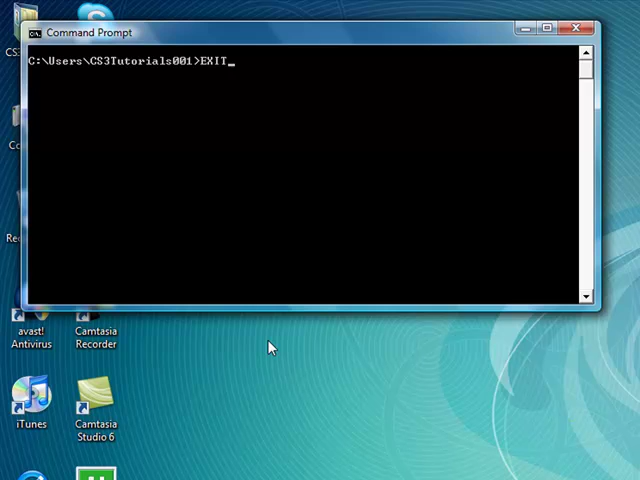 Command Prompt
C:\Users\CS3Tutorials001>EXIT_
avast!
Antivirus
Camtasia
Recorder
iTunes
Camtasia
Studio 6